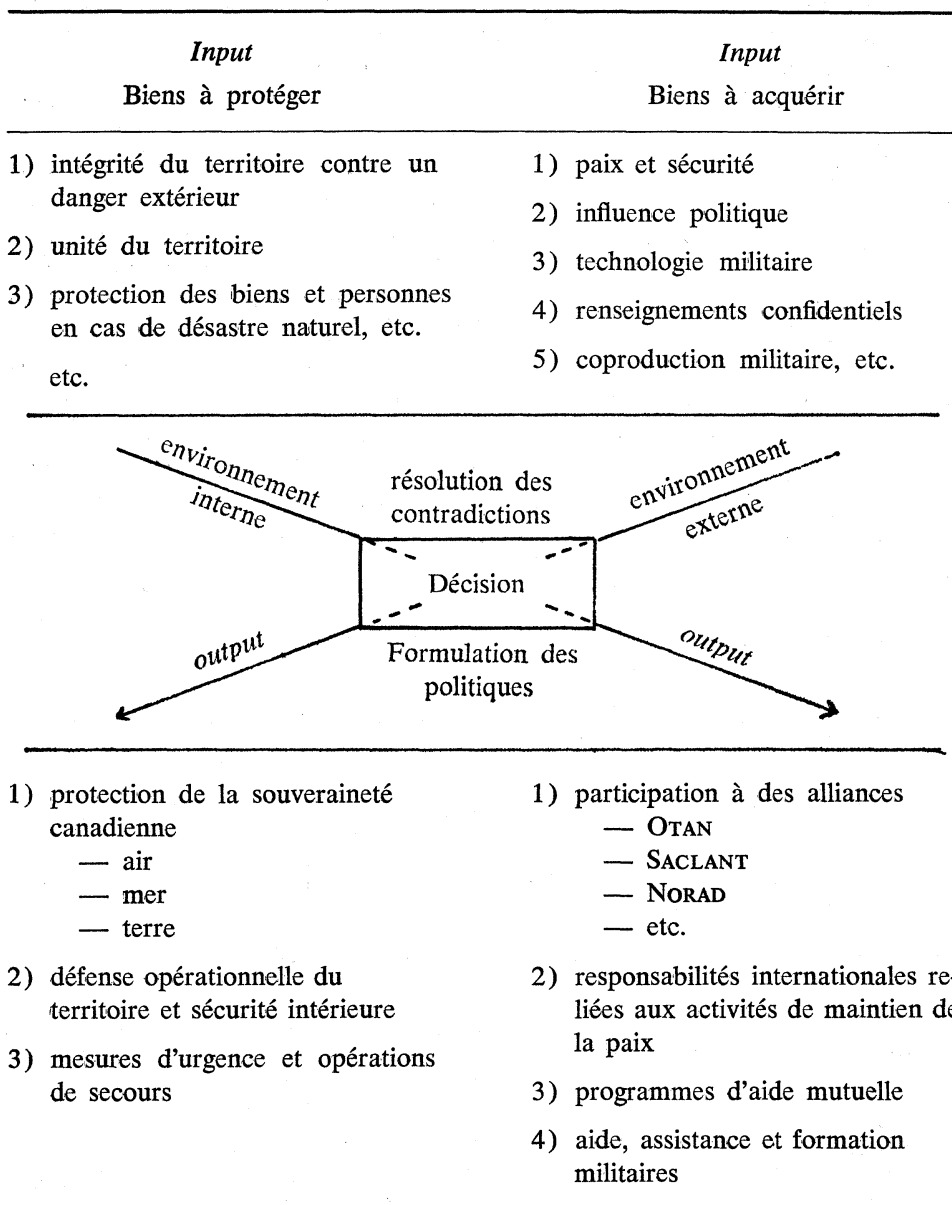 Input
Biens à protéger
Input
Biens à acquérir
1) intégrité du territoire contre un
danger extérieur
2) unité du territoire
3) protection des biens et personnes
en cas de désastre naturel, etc.
etc.
1) paix et sécurité
2) influence politique
3) technologie militaire
4) renseignements confidentiels
5) coproduction militaire, etc.
environnement
interne
résolution des
contradictions
environnement
externe
Décision
output
Formulation des
politiques
output
1) protection de la souveraineté
canadienne
— air
— mer
— terre
2) défense opérationnelle du
territoire et sécurité intérieure
3) mesures d'urgence et opérations
de secours
1) participation à des alliances
— OTAN
— SACLANT
— NORAD
— etc.
2) responsabilités internationales re-
liées aux activités de maintien de
la paix
3) programmes d'aide mutuelle
4) aide, assistance et formation
militaires